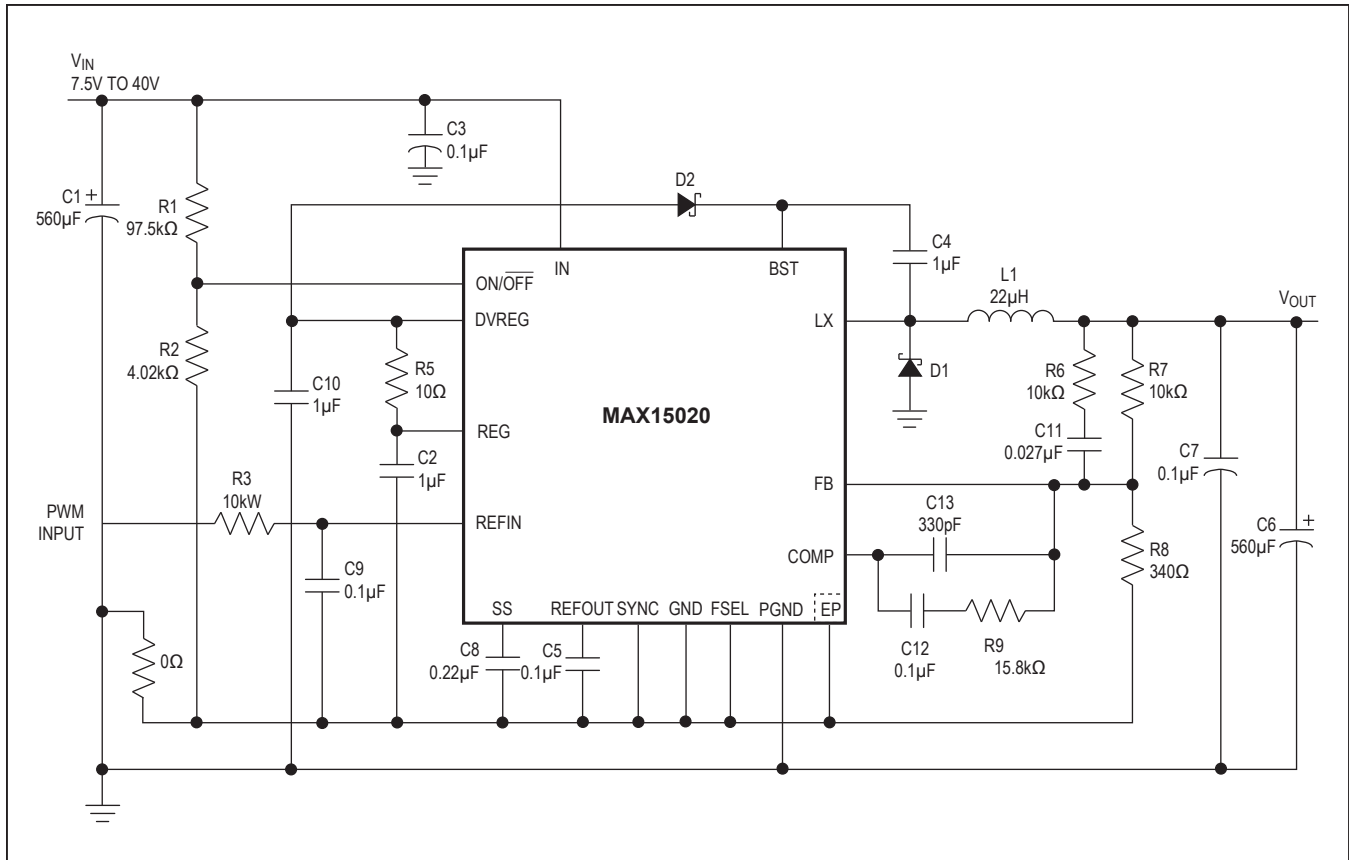 VIN
7.5V TO 40V
C3
0.1µF
C1
+
560µF
R1
97.5kΩ
D2
C4
1µF
IN
BST
ON/OFF
DVREG
LX
L1
22µH
VOUT
R2
4.02kΩ
C10
1µF
R5
10Ω
D1
R6
10kΩ
R7
10kΩ
MAX15020
REG
C2
1µF
C11
0.027µF
C7
0.1µF
R3
10kW
FB
PWM
INPUT
REFIN
C13
330pF
C6
+
560µF
COMP
R8
340Ω
C9
0.1µF
SS
REFOUT
SYNC
GND
FSEL
PGND
EP
0Ω
C8
0.22µF
C5
0.1µF
C12
0.1µF
R9
15.8kΩ